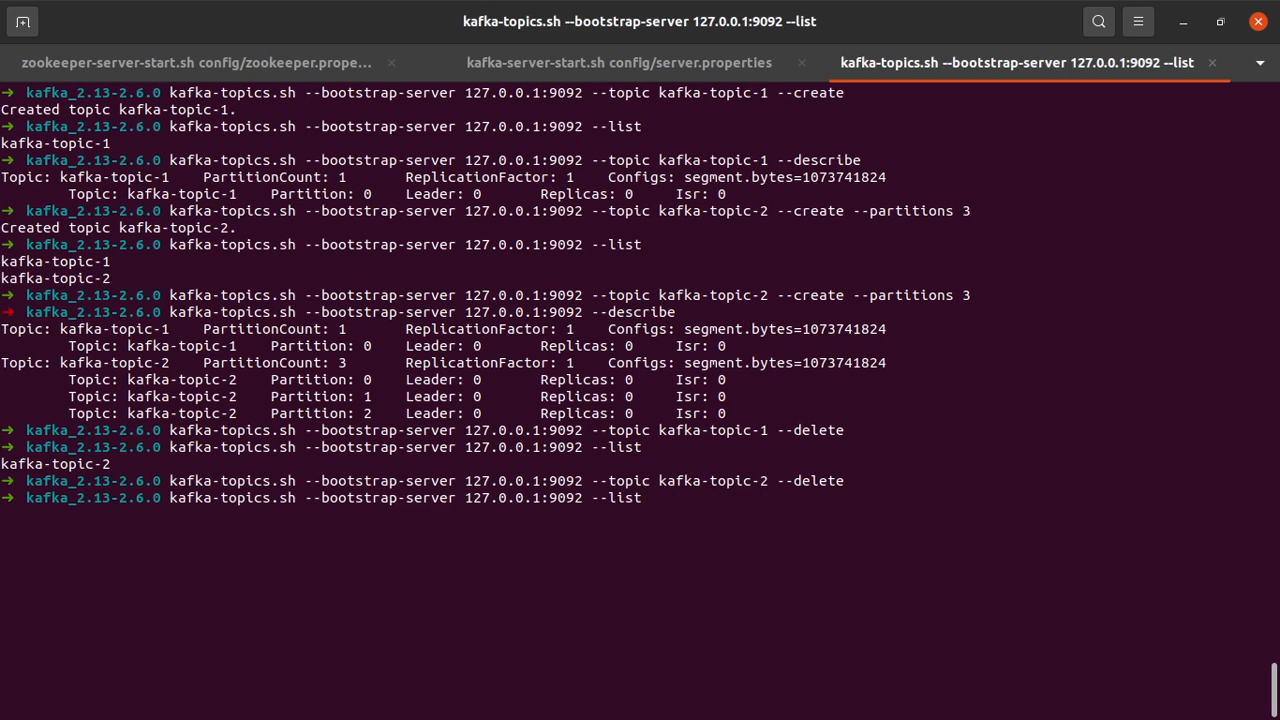 kafka-topics.sh --bootstrap-server 127.0.0.1:9092 --list
zookeeper-server-start.sh config/zookeeper.prope...
kafka-server-start.sh config/server.properties
kafka-topics.sh --bootstrap-server 127.0.0.1:9092 --list
➜ kafka_2.13-2.6.0 kafka-topics.sh --bootstrap-server 127.0.0.1:9092 --topic kafka-topic-1 --create
Created topic kafka-topic-1.
➜ kafka_2.13-2.6.0 kafka-topics.sh --bootstrap-server 127.0.0.1:9092 --list
kafka-topic-1
➜ kafka_2.13-2.6.0 kafka-topics.sh --bootstrap-server 127.0.0.1:9092 --topic kafka-topic-1 --describe
Topic: kafka-topic-1 PartitionCount: 1 ReplicationFactor: 1 Configs: segment.bytes=1073741824
Topic: kafka-topic-1 Partition: 0 Leader: 0 Replicas: 0 Isr: 0
➜ kafka_2.13-2.6.0 kafka-topics.sh --bootstrap-server 127.0.0.1:9092 --topic kafka-topic-2 --create --partitions 3
Created topic kafka-topic-2.
➜ kafka_2.13-2.6.0 kafka-topics.sh --bootstrap-server 127.0.0.1:9092 --list
kafka-topic-1
kafka-topic-2
➜ kafka_2.13-2.6.0 kafka-topics.sh --bootstrap-server 127.0.0.1:9092 --topic kafka-topic-2 --create --partitions 3
➜ kafka_2.13-2.6.0 kafka-topics.sh --bootstrap-server 127.0.0.1:9092 --describe
Topic: kafka-topic-1 PartitionCount: 1 ReplicationFactor: 1 Configs: segment.bytes=1073741824
Topic: kafka-topic-1 Partition: 0 Leader: 0 Replicas: 0 Isr: 0
Topic: kafka-topic-2 PartitionCount: 3 ReplicationFactor: 1 Configs: segment.bytes=1073741824
Topic: kafka-topic-2 Partition: 0 Leader: 0 Replicas: 0 Isr: 0
Topic: kafka-topic-2 Partition: 1 Leader: 0 Replicas: 0 Isr: 0
Topic: kafka-topic-2 Partition: 2 Leader: 0 Replicas: 0 Isr: 0
➜ kafka_2.13-2.6.0 kafka-topics.sh --bootstrap-server 127.0.0.1:9092 --topic kafka-topic-1 --delete
➜ kafka_2.13-2.6.0 kafka-topics.sh --bootstrap-server 127.0.0.1:9092 --list
kafka-topic-2
➜ kafka_2.13-2.6.0 kafka-topics.sh --bootstrap-server 127.0.0.1:9092 --topic kafka-topic-2 --delete
➜ kafka_2.13-2.6.0 kafka-topics.sh --bootstrap-server 127.0.0.1:9092 --list